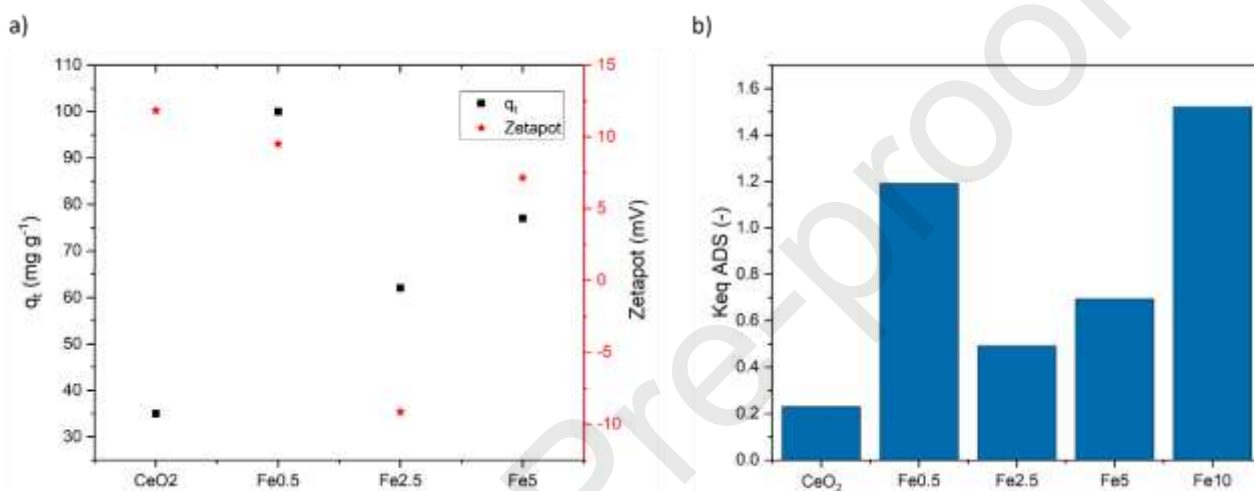 a)
110
100
90
80
70
60
50
40
30
qt (mg g-1)
CeO2
Fe0.5
Fe2.5
Fe5
qt
Zetapot
15
10
5
0
-5
-10
Zetapot (mV)
b)
1.6
1.4
1.2
1.0
0.8
0.6
0.4
0.2
0.0
Keq ADS (-)
CeO2
Fe0.5
Fe2.5
Fe5
Fe10
Pre-proof